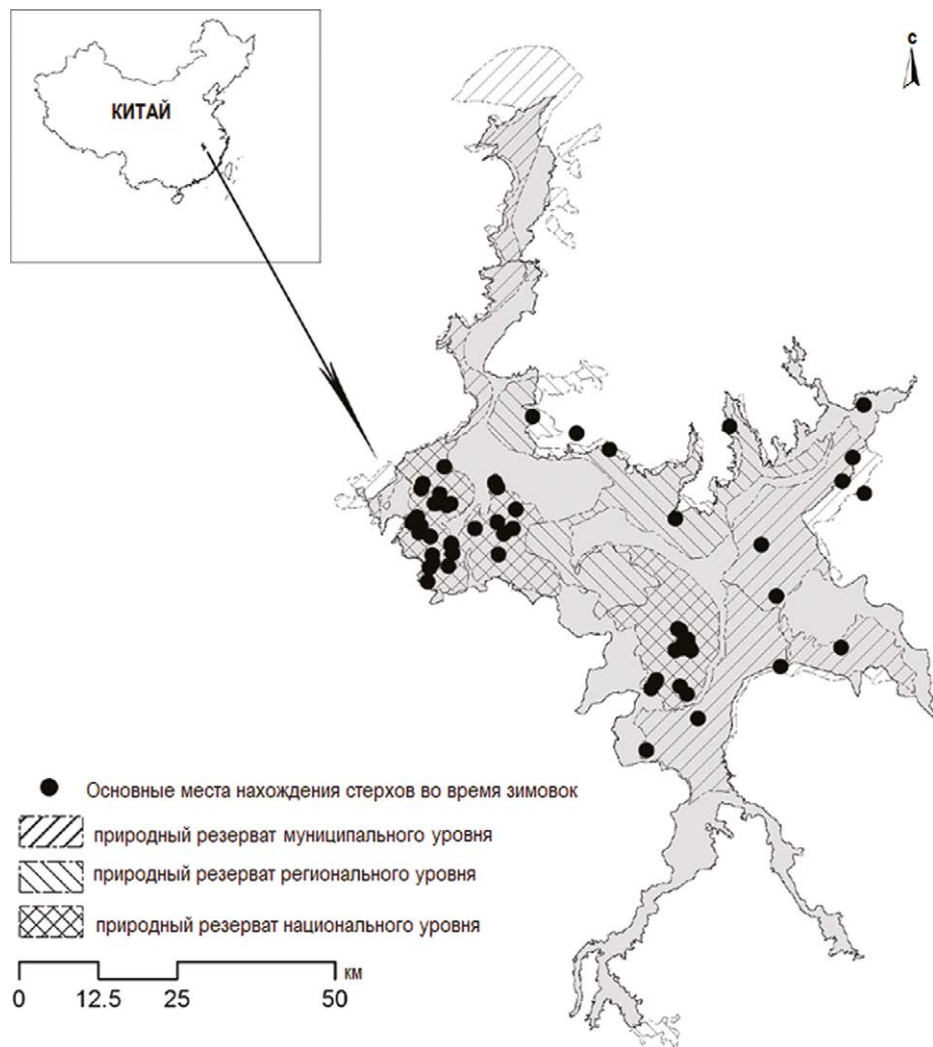 КИТАЙ
с
Основные места нахождения стерхов во время зимовок
природный резерват муниципального уровня
природный резерват регионального уровня
природный резерват национального уровня
км
0 12.5 25 50